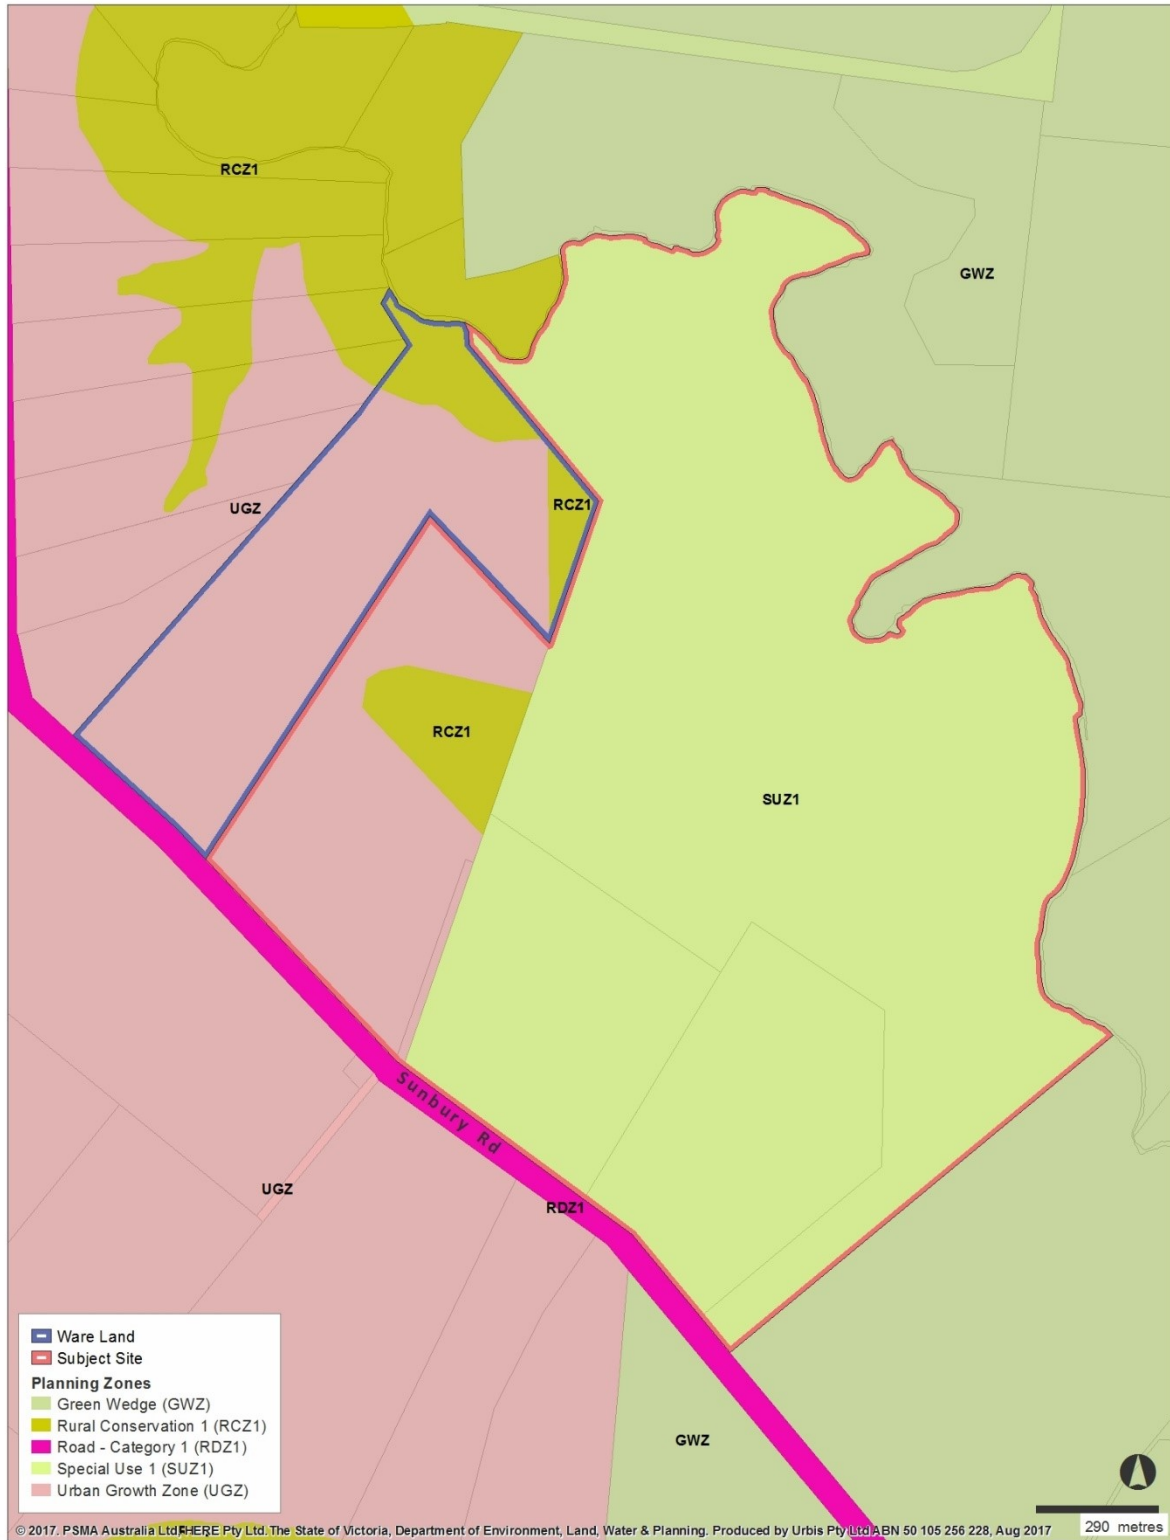 RCZ1
GWZ
UGZ
RCZ1
RCZ1
SUZ1
Sunbury Rd
UGZ
RDZ1
GWZ
Ware Land
Subject Site
Planning Zones
Green Wedge (GWZ)
Rural Conservation 1 (RCZ1)
Road - Category 1 (RDZ1)
Special Use 1 (SUZ1)
Urban Growth Zone (UGZ)
290 metres
© 2017. PSMA Australia Ltd, HERE Pty Ltd. The State of Victoria, Department of Environment, Land, Water & Planning. Produced by Urbis Pty Ltd ABN 50 105 256 228, Aug 2017